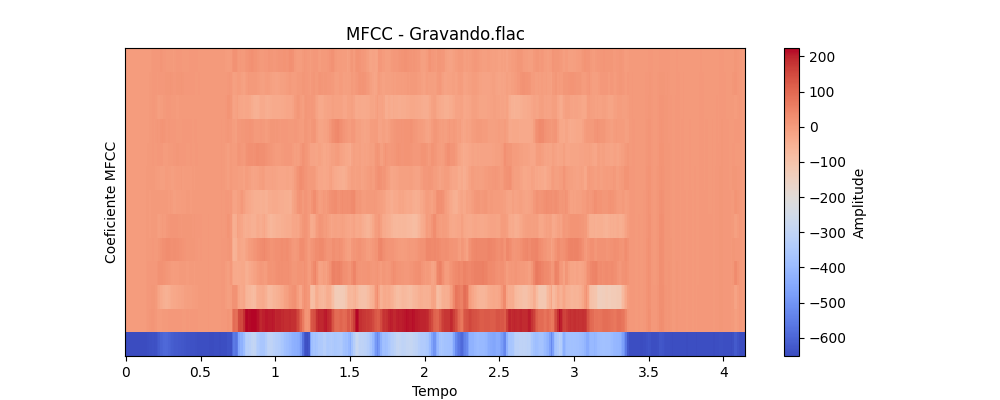 MFCC - Gravando.flac
Coeficiente MFCC
0 0.5 1 1.5 2 2.5 3 3.5 4
Tempo
200
100
0
−100
−200
−300
−400
−500
−600
Amplitude